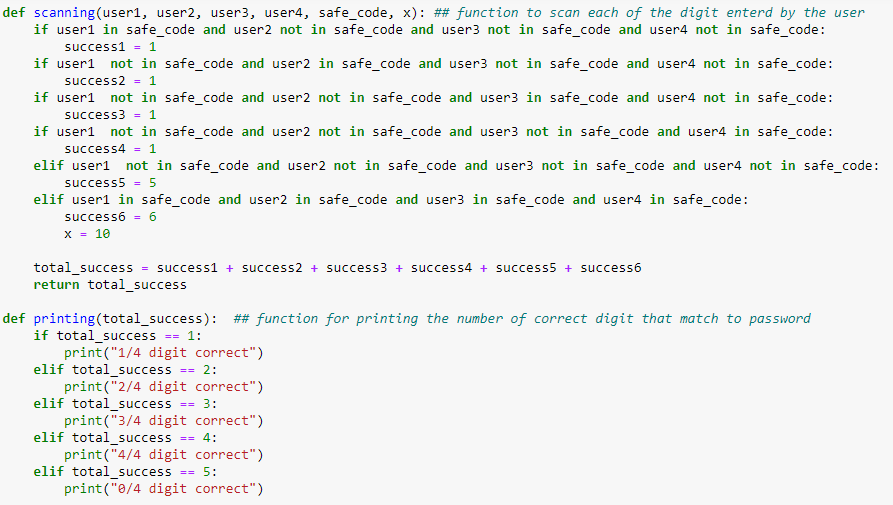 def scanning(user1, user2, user3, user4, safe_code, x): ## function to scan each of the digit enterd by the user
    if user1 in safe_code and user2 not in safe_code and user3 not in safe_code and user4 not in safe_code:
        success1 = 1
    if user1  not in safe_code and user2 in safe_code and user3 not in safe_code and user4 not in safe_code:
        success2 = 1
    if user1  not in safe_code and user2 not in safe_code and user3 in safe_code and user4 not in safe_code:
        success3 = 1
    if user1  not in safe_code and user2 not in safe_code and user3 not in safe_code and user4 in safe_code:
        success4 = 1
    elif user1  not in safe_code and user2 not in safe_code and user3 not in safe_code and user4 not in safe_code:
        success5 = 5
    elif user1 in safe_code and user2 in safe_code and user3 in safe_code and user4 in safe_code:
        success6 = 6
        x = 10

    total_success = success1 + success2 + success3 + success4 + success5 + success6
    return total_success

def printing(total_success):  ## function for printing the number of correct digit that match to password
    if total_success == 1:
        print("1/4 digit correct")
    elif total_success == 2:
        print("2/4 digit correct")
    elif total_success == 3:
        print("3/4 digit correct")
    elif total_success == 4:
        print("4/4 digit correct")
    elif total_success == 5:
        print("0/4 digit correct")